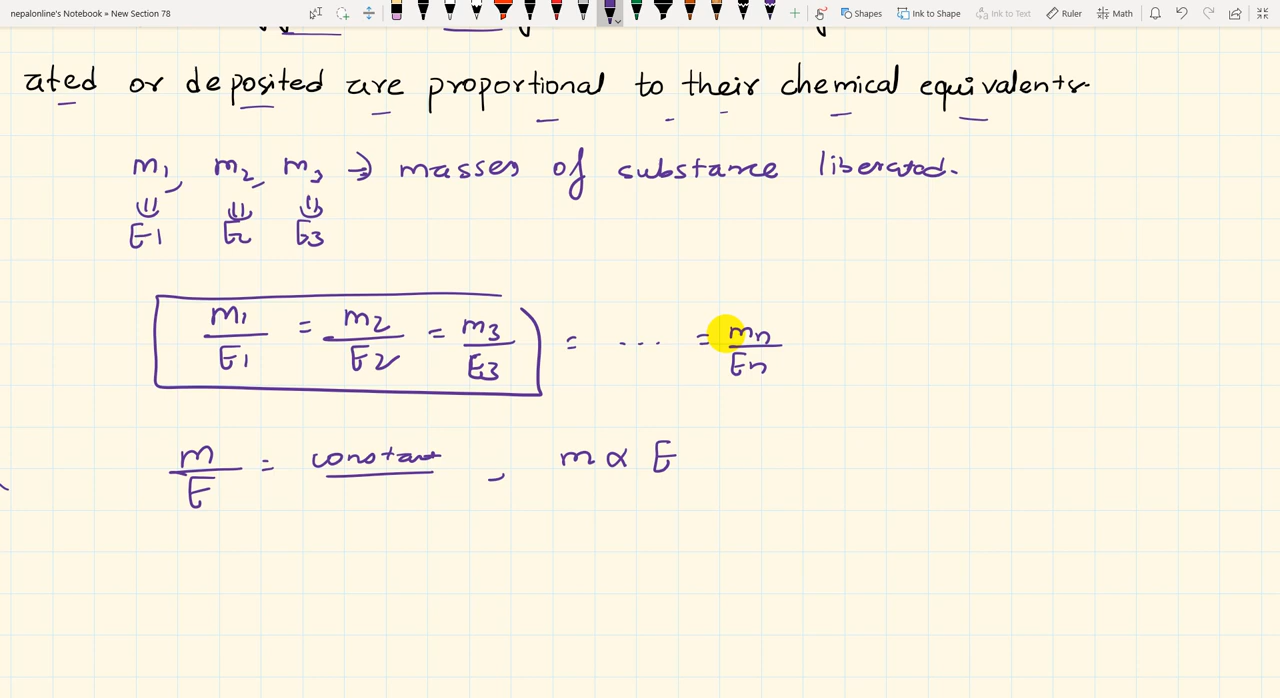 nepalonline's Notebook » New Section 78
Shapes Ink to Shape Ink to Text Ruler Math
ated or deposited are proportional to their chemical equivalents.
m1, m2, m3 → masses of substance liberated.
⇓ ⇓ ⇓
E1 E2 E3
m1/E1 = m2/E2 = m3/E3 = ... = mn/En
m/E = constant, m ∝ E